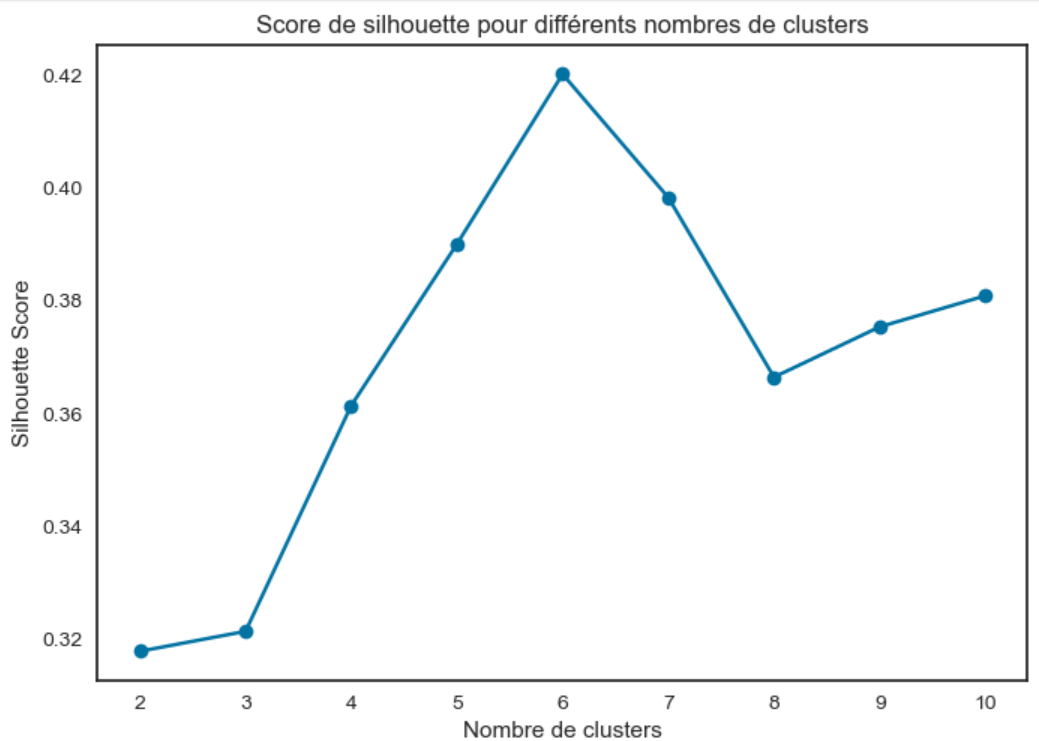 Score de silhouette pour différents nombres de clusters
0.42
0.40
0.38
0.36
0.34
0.32
Silhouette Score
2 3 4 5 6 7 8 9 10
Nombre de clusters